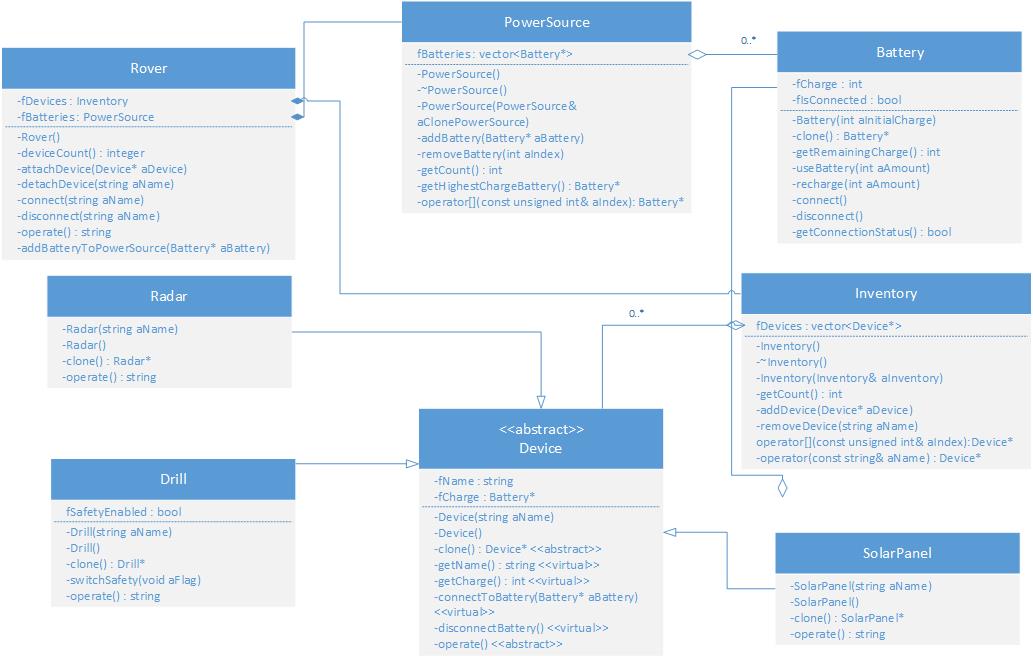 PowerSource
fBatteries : vector<Battery*>
-PowerSource()
-~PowerSource()
-PowerSource(PowerSource&
aClonePowerSource)
-addBattery(Battery* aBattery)
-removeBattery(int aIndex)
-getCount() : int
-getHighestChargeBattery() : Battery*
-operator[](const unsigned int& aIndex): Battery*
0..*
Battery
-fCharge : int
-fIsConnected : bool
-Battery(int aInitialCharge)
-clone() : Battery*
-getRemainingCharge() : int
-useBattery(int aAmount)
-recharge(int aAmount)
-connect()
-disconnect()
-getConnectionStatus() : bool
Rover
-fDevices : Inventory
-fBatteries : PowerSource
-Rover()
-deviceCount() : integer
-attachDevice(Device* aDevice)
-detachDevice(string aName)
-connect(string aName)
-disconnect(string aName)
-operate() : string
-addBatteryToPowerSource(Battery* aBattery)
Radar
-Radar(string aName)
-Radar()
-clone() : Radar*
-operate() : string
0..*
Inventory
fDevices : vector<Device*>
-Inventory()
-~Inventory()
-Inventory(Inventory& aInventory)
-getCount() : int
-addDevice(Device* aDevice)
-removeDevice(string aName)
operator[](const unsigned int& aIndex):Device*
-operator(const string& aName) : Device*
<<abstract>>
Device
-fName : string
-fCharge : Battery*
-Device(string aName)
-Device()
-clone() : Device* <<abstract>>
-getName() : string <<virtual>>
-getCharge() : int <<virtual>>
-connectToBattery(Battery* aBattery)
<<virtual>>
-disconnectBattery() <<virtual>>
-operate() <<abstract>>
Drill
fSafetyEnabled : bool
-Drill(string aName)
-Drill()
-clone() : Drill*
-switchSafety(void aFlag)
-operate() : string
SolarPanel
-SolarPanel(string aName)
-SolarPanel()
-clone() : SolarPanel*
-operate() : string